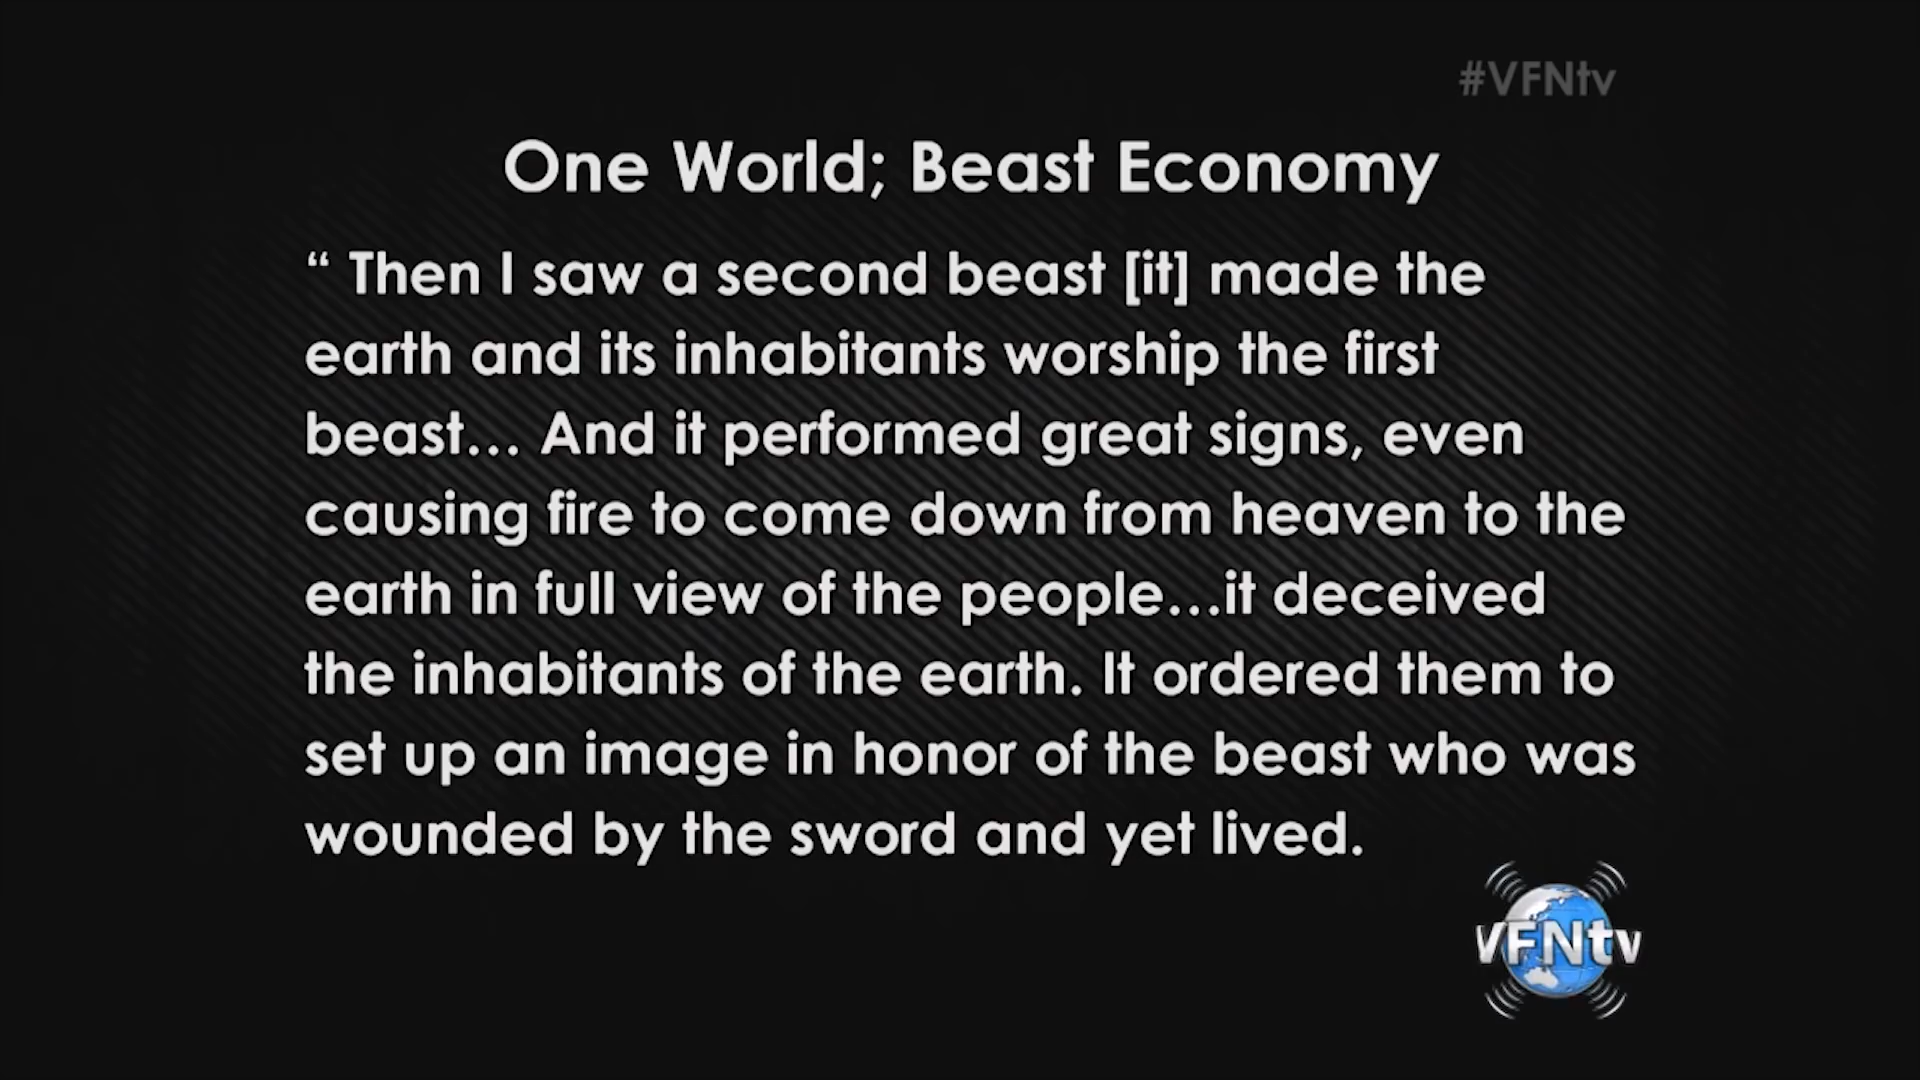 #VFNtv
One World; Beast Economy
“ Then I saw a second beast [it] made the
earth and its inhabitants worship the first
beast... And it performed great signs, even
causing fire to come down from heaven to the
earth in full view of the people...it deceived
the inhabitants of the earth. It ordered them to
set up an image in honor of the beast who was
wounded by the sword and yet lived.
VFNtv